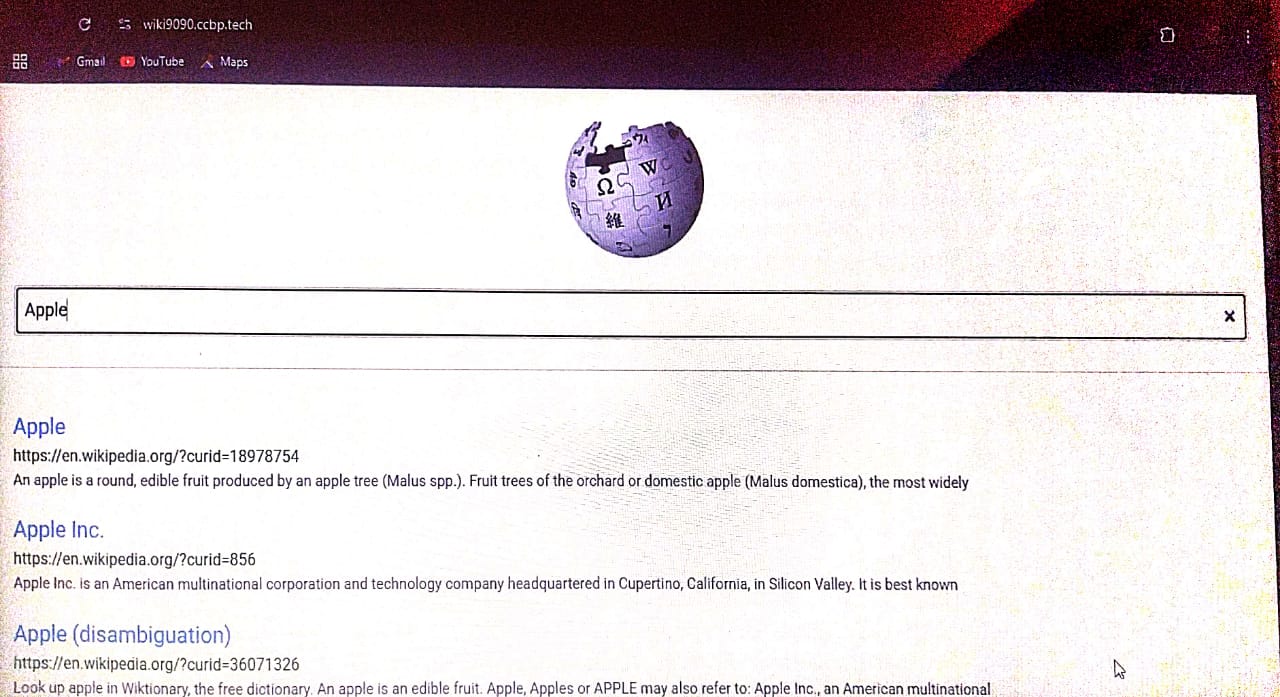 wiki9090.ccbp.tech
Gmail YouTube Maps
Ω W И 維
Apple
Apple
https://en.wikipedia.org/?curid=18978754
An apple is a round, edible fruit produced by an apple tree (Malus spp.). Fruit trees of the orchard or domestic apple (Malus domestica), the most widely
Apple Inc.
https://en.wikipedia.org/?curid=856
Apple Inc. is an American multinational corporation and technology company headquartered in Cupertino, California, in Silicon Valley. It is best known
Apple (disambiguation)
https://en.wikipedia.org/?curid=36071326
Look up apple in Wiktionary, the free dictionary. An apple is an edible fruit. Apple, Apples or APPLE may also refer to: Apple Inc., an American multinational